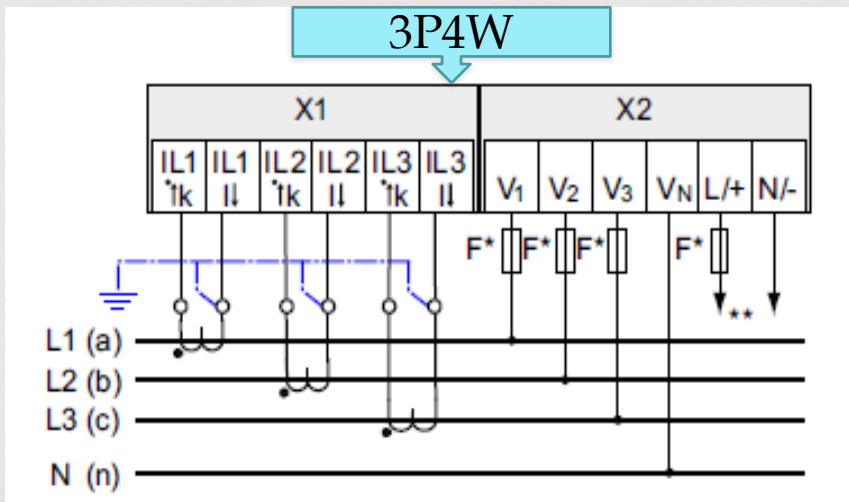 3P4W
X1 X2
IL1 IL1 IL2 IL2 IL3 IL3 V₁ V₂ V₃ VN L/+ N/-
*↑k l↓ *↑k l↓ *↑k l↓
F* F* F* F*
**
L1 (a)
L2 (b)
L3 (c)
N (n)